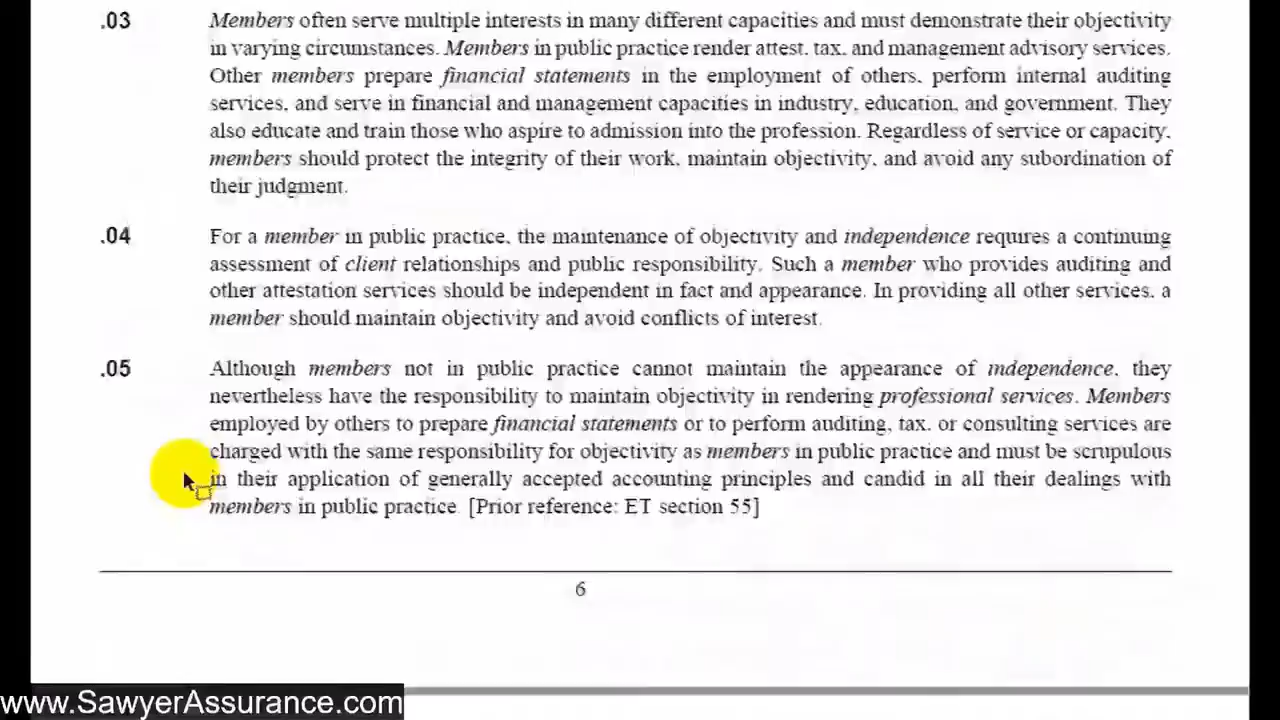 .03 Members often serve multiple interests in many different capacities and must demonstrate their objectivity
in varying circumstances. Members in public practice render attest, tax, and management advisory services.
Other members prepare financial statements in the employment of others, perform internal auditing
services, and serve in financial and management capacities in industry, education, and government. They
also educate and train those who aspire to admission into the profession. Regardless of service or capacity,
members should protect the integrity of their work, maintain objectivity, and avoid any subordination of
their judgment.
.04 For a member in public practice, the maintenance of objectivity and independence requires a continuing
assessment of client relationships and public responsibility. Such a member who provides auditing and
other attestation services should be independent in fact and appearance. In providing all other services, a
member should maintain objectivity and avoid conflicts of interest.
.05 Although members not in public practice cannot maintain the appearance of independence, they
nevertheless have the responsibility to maintain objectivity in rendering professional services. Members
employed by others to prepare financial statements or to perform auditing, tax, or consulting services are
charged with the same responsibility for objectivity as members in public practice and must be scrupulous
in their application of generally accepted accounting principles and candid in all their dealings with
members in public practice. [Prior reference: ET section 55]
6
www.SawyerAssurance.com